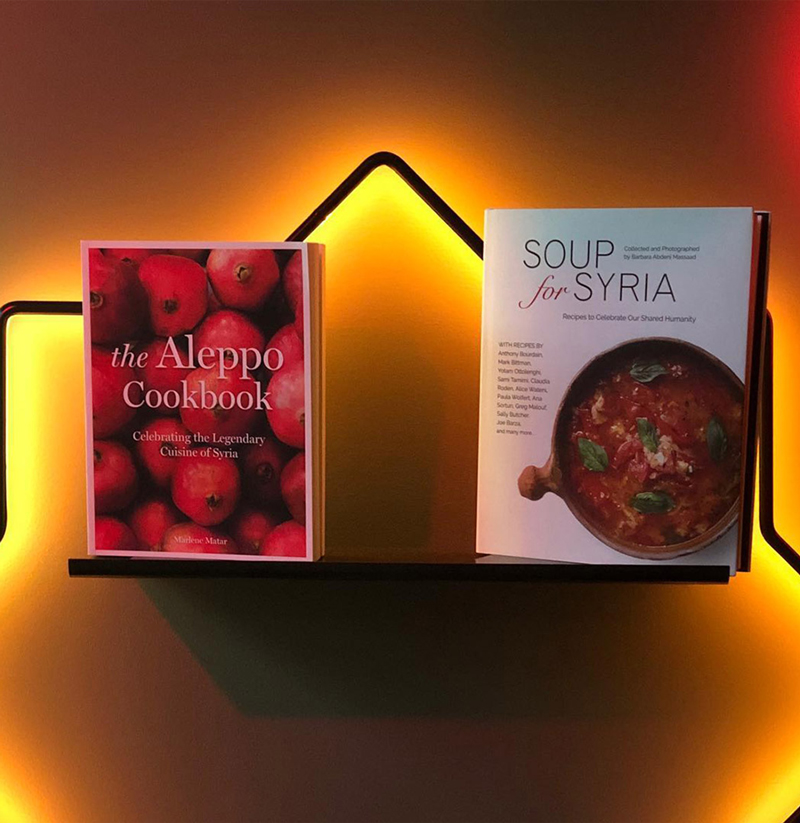 the Aleppo
Cookbook
Celebrating the Legendary
Cuisine of Syria
Marlene Matar
SOUP
for SYRIA
Collected and Photographed
by Barbara Abdeni Massaad
Recipes to Celebrate Our Shared Humanity
WITH RECIPES BY
Anthony Bourdain,
Mark Bittman,
Yotam Ottolenghi,
Sami Tamimi, Claudia
Roden, Alice Waters,
Paula Wolfert, Ana
Sortun, Greg Malouf,
Sally Butcher,
Joe Barza,
and many more...